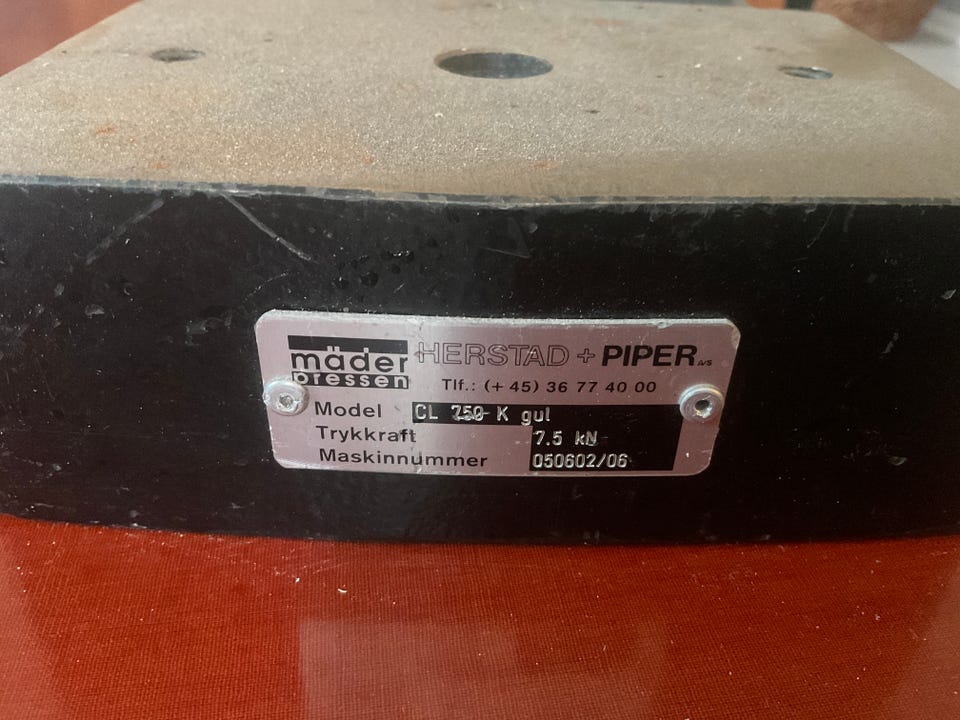 mäder
pressen
HERSTAD + PIPER A/S
Tlf.: (+ 45) 36 77 40 00
Model CL 750 K gul
Trykkraft 7.5 kN
Maskinnummer 050602/06